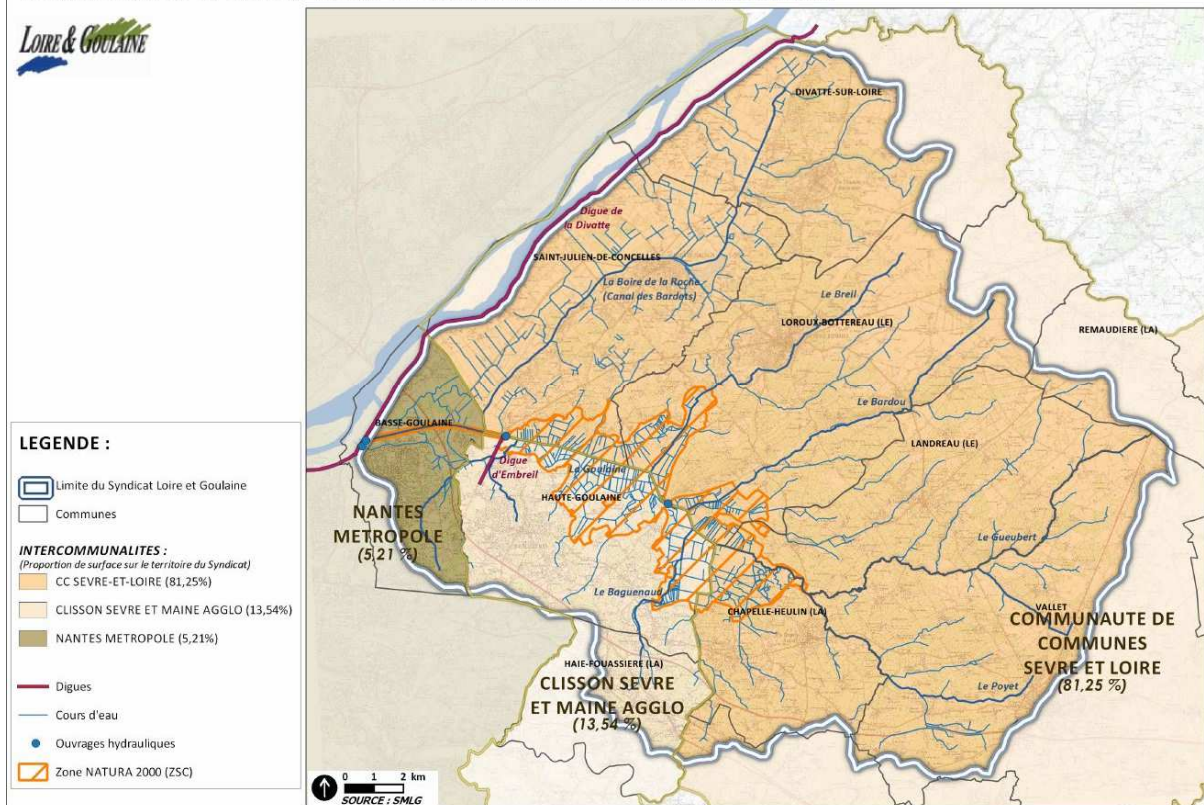 LOIRE & GOULAINE
LEGENDE :
Limite du Syndicat Loire et Goulaine
Communes
INTERCOMMUNALITES :
(Proportion de surface sur le territoire du Syndicat)
CC SEVRE-ET-LOIRE (81,25%)
CLISSON SEVRE ET MAINE AGGLO (13,54%)
NANTES METROPOLE (5,21%)
Digues
Cours d'eau
Ouvrages hydrauliques
Zone NATURA 2000 (ZSC)
DIVATTE-SUR-LOIRE
Digue de
la Divatte
SAINT-JULIEN-DE-CONCELLES
La Boire de la Roche
(Canal des Bardets)
Le Breil
LOROUX-BOTTEREAU (LE)
REMAUDIERE (LA)
Le Bardou
BASSE-GOULAINE
LANDREAU (LE)
Digue
d'Embreil
La Goulaine
HAUTE-GOULAINE
NANTES
METROPOLE
(5,21 %)
Le Gueubert
Le Baguenaud
CHAPELLE-HEULIN (LA)
VALLET
COMMUNAUTE DE
COMMUNES
SEVRE ET LOIRE
(81,25 %)
HAIE-FOUASSIERE (LA)
CLISSON SEVRE
ET MAINE AGGLO
(13,54 %)
Le Poyet
0 1 2 km
SOURCE : SMLG